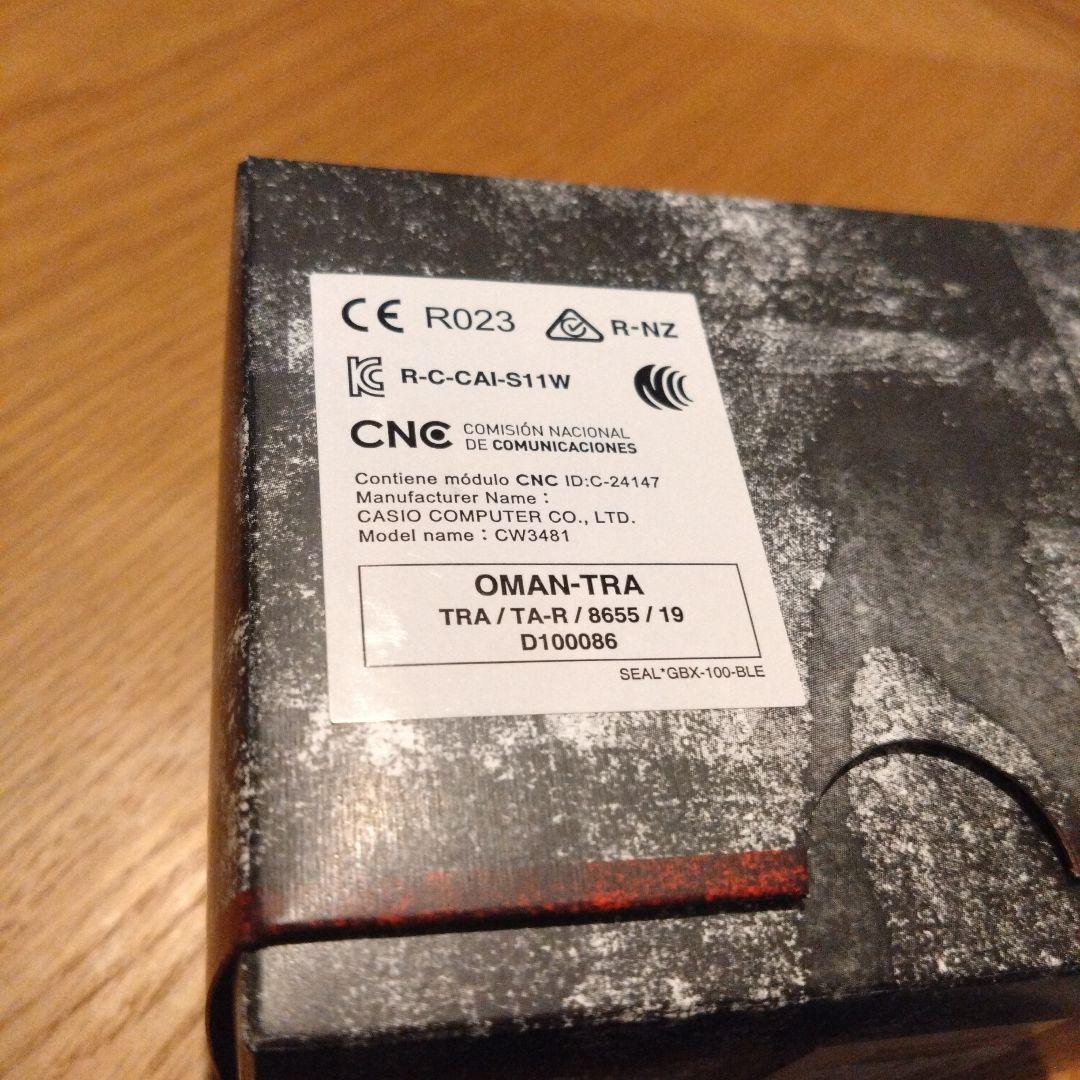 CE R023 R-NZ
KC R-C-CAI-S11W
CNC COMISIÓN NACIONAL
DE COMUNICACIONES
Contiene módulo CNC ID:C-24147
Manufacturer Name :
CASIO COMPUTER CO., LTD.
Model name : CW3481
OMAN-TRA
TRA / TA-R / 8655 / 19
D100086
SEAL*GBX-100-BLE